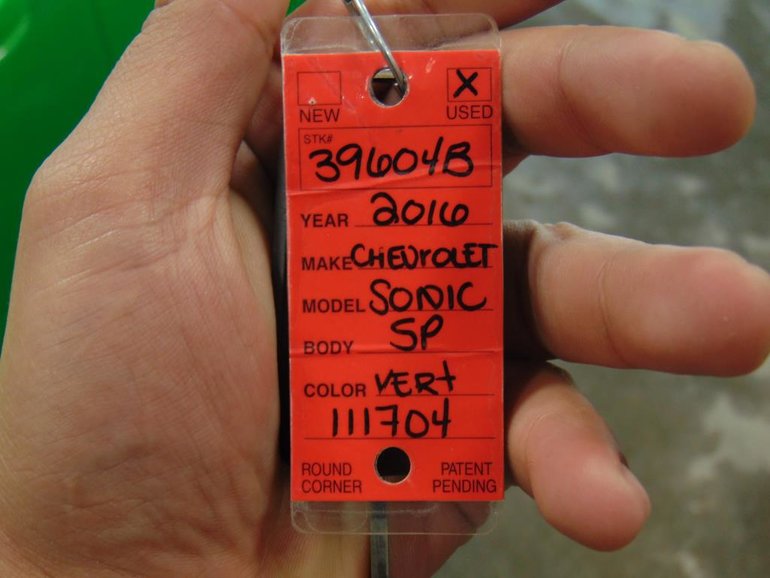 X
NEW USED
STK#
39604B
YEAR 2016
MAKE CHEVROLET
MODEL SONIC
BODY SP
COLOR VERT
111704
ROUND PATENT
CORNER PENDING